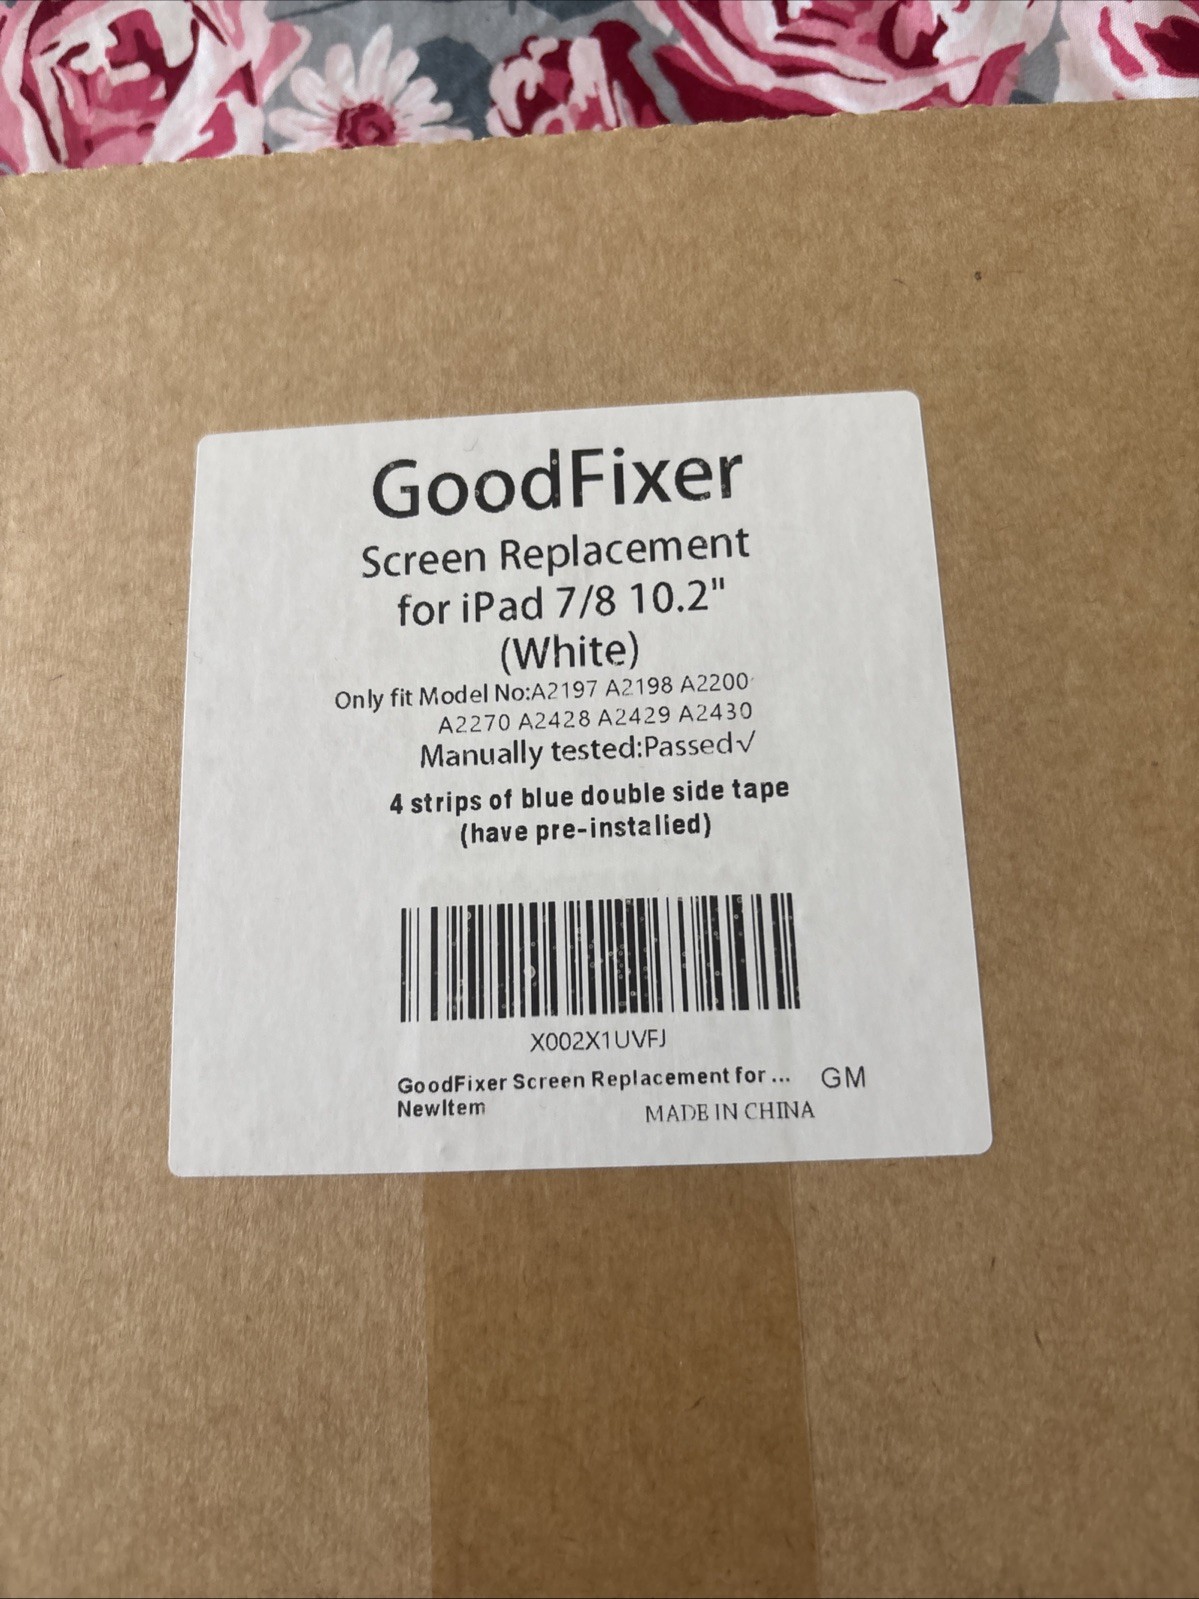 GoodFixer
Screen Replacement
for iPad 7/8 10.2"
(White)
Only fit Model No:A2197 A2198 A2200
A2270 A2428 A2429 A2430
Manually tested:Passed√
4 strips of blue double side tape
(have pre-instalied)
X002X1UVFJ
GoodFixer Screen Replacement for ... GM
NewItem MADE IN CHINA